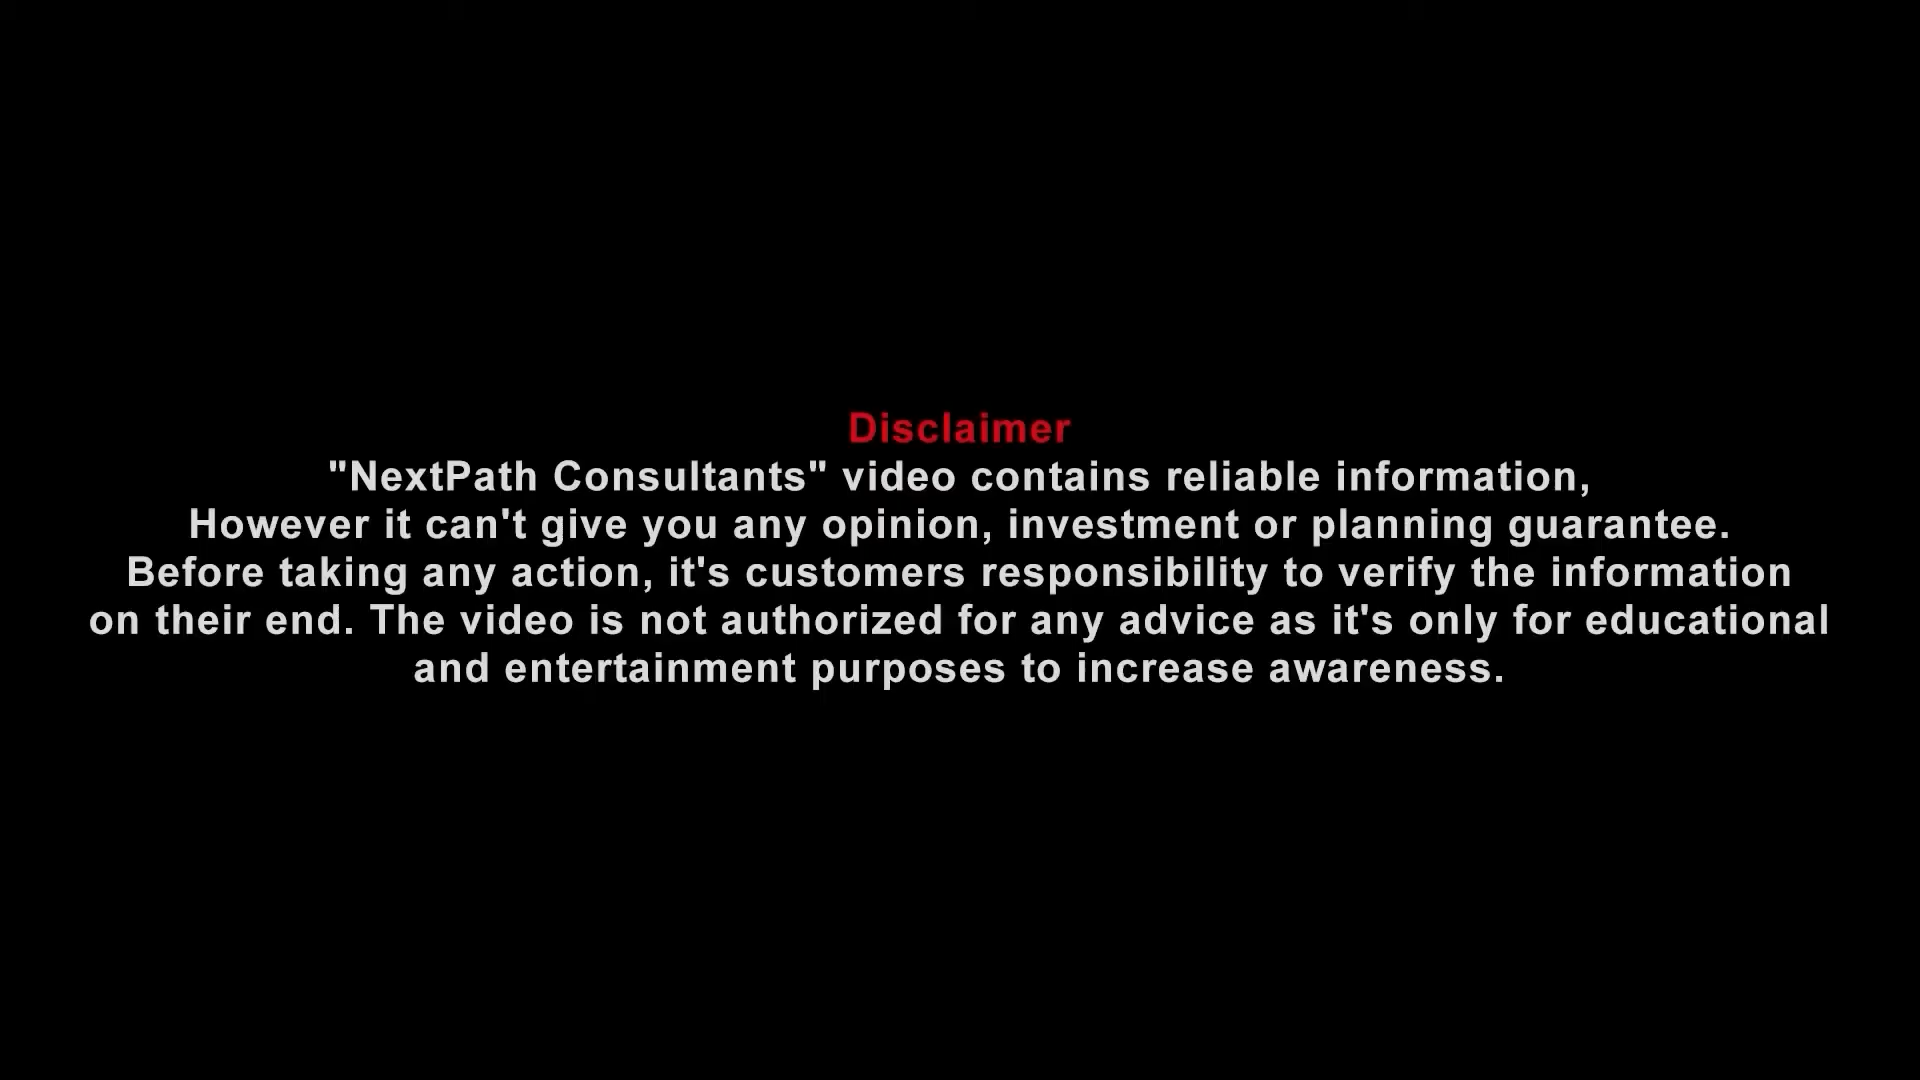 Disclaimer
"NextPath Consultants" video contains reliable information,
However it can't give you any opinion, investment or planning guarantee.
Before taking any action, it's customers responsibility to verify the information
on their end. The video is not authorized for any advice as it's only for educational
and entertainment purposes to increase awareness.